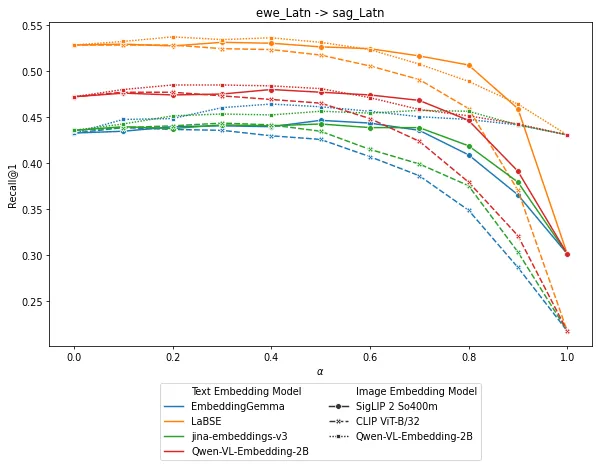 ewe_Latn -> sag_Latn
Recall@1
0.55
0.50
0.45
0.40
0.35
0.30
0.25
0.0 0.2 0.4 0.6 0.8 1.0
α
Text Embedding Model Image Embedding Model
EmbeddingGemma SigLIP 2 So400m
LaBSE CLIP ViT-B/32
jina-embeddings-v3 Qwen-VL-Embedding-2B
Qwen-VL-Embedding-2B